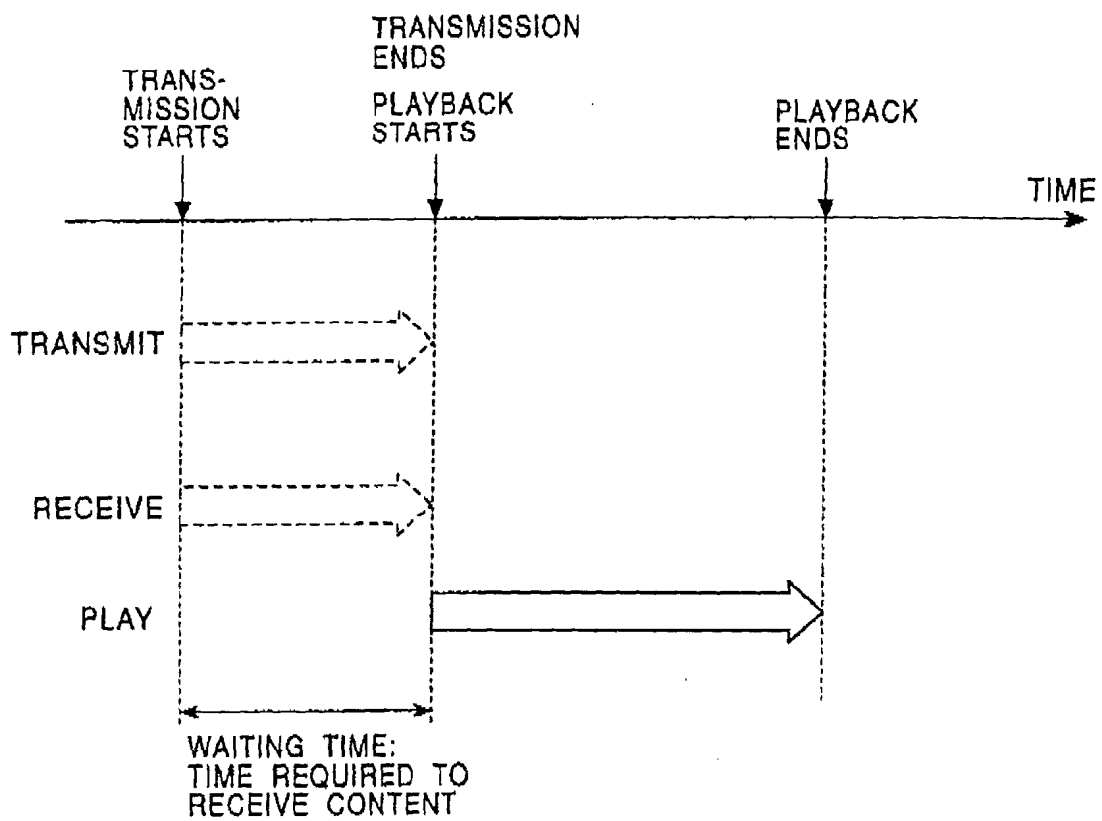 TRANS-
MISSION
STARTS
TRANSMISSION
ENDS
PLAYBACK
STARTS
PLAYBACK
ENDS
TIME
TRANSMIT
RECEIVE
PLAY
WAITING TIME:
TIME REQUIRED TO
RECEIVE CONTENT